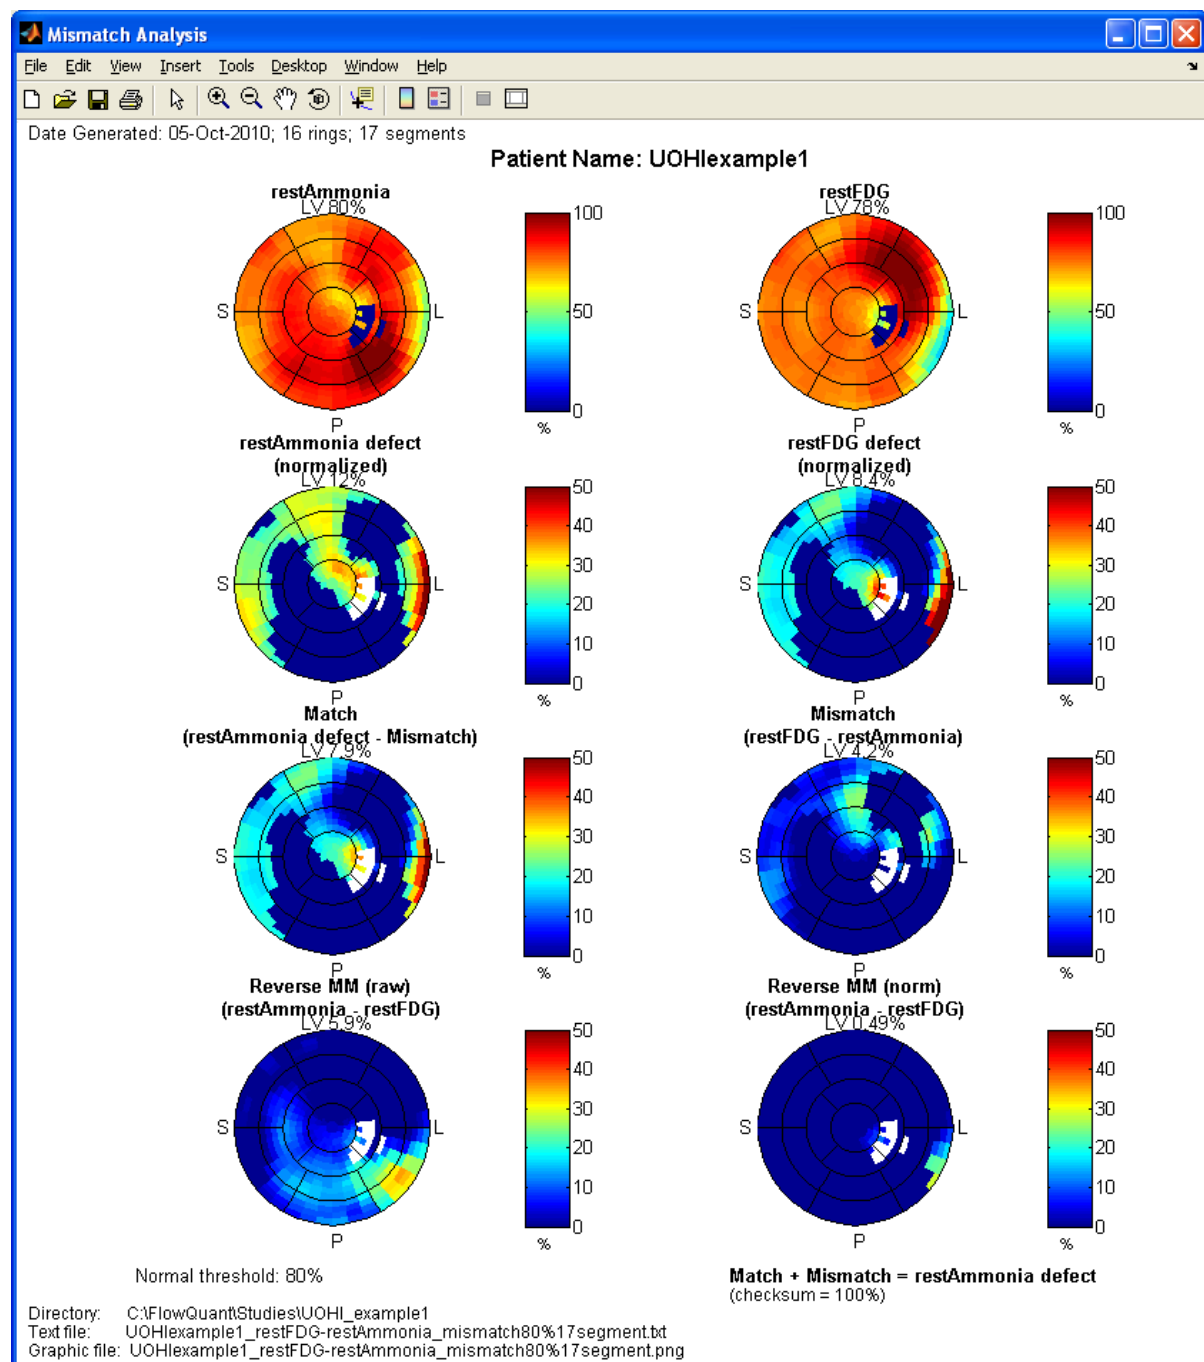 Mismatch Analysis
File Edit View Insert Tools Desktop Window Help
Date Generated: 05-Oct-2010; 16 rings; 17 segments
Patient Name: UOHIexample1
restAmmonia
LV 80%
S L
P
100
50
0
%
restFDG
LV 78%
S L
P
100
50
0
%
restAmmonia defect
(normalized)
LV 12%
S L
P
50
40
30
20
10
0
%
restFDG defect
(normalized)
LV 8.4%
S L
P
50
40
30
20
10
0
%
Match
(restAmmonia defect - Mismatch)
LV 7.9%
S L
P
50
40
30
20
10
0
%
Mismatch
(restFDG - restAmmonia)
LV 4.2%
S L
P
50
40
30
20
10
0
%
Reverse MM (raw)
(restAmmonia - restFDG)
LV 5.9%
S L
P
50
40
30
20
10
0
%
Reverse MM (norm)
(restAmmonia - restFDG)
LV 0.49%
S L
P
50
40
30
20
10
0
%
Normal threshold: 80%
Match + Mismatch = restAmmonia defect
(checksum = 100%)
Directory: C:\FlowQuant\Studies\UOHI_example1
Text file: UOHIexample1_restFDG-restAmmonia_mismatch80%17segment.txt
Graphic file: UOHIexample1_restFDG-restAmmonia_mismatch80%17segment.png